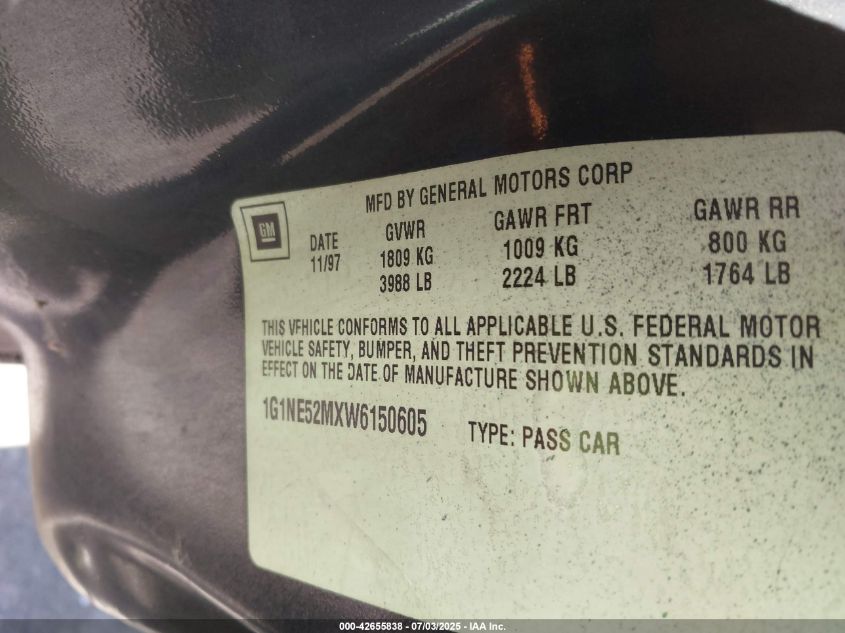 MFD BY GENERAL MOTORS CORP
GM
DATE GVWR GAWR FRT GAWR RR
11/97 1809 KG 1009 KG 800 KG
3988 LB 2224 LB 1764 LB
THIS VEHICLE CONFORMS TO ALL APPLICABLE U.S. FEDERAL MOTOR
VEHICLE SAFETY, BUMPER, AND THEFT PREVENTION STANDARDS IN
EFFECT ON THE DATE OF MANUFACTURE SHOWN ABOVE.
1G1NE52MXW6150605 TYPE: PASS CAR
000-42655838 - 07/03/2025 - IAA Inc.